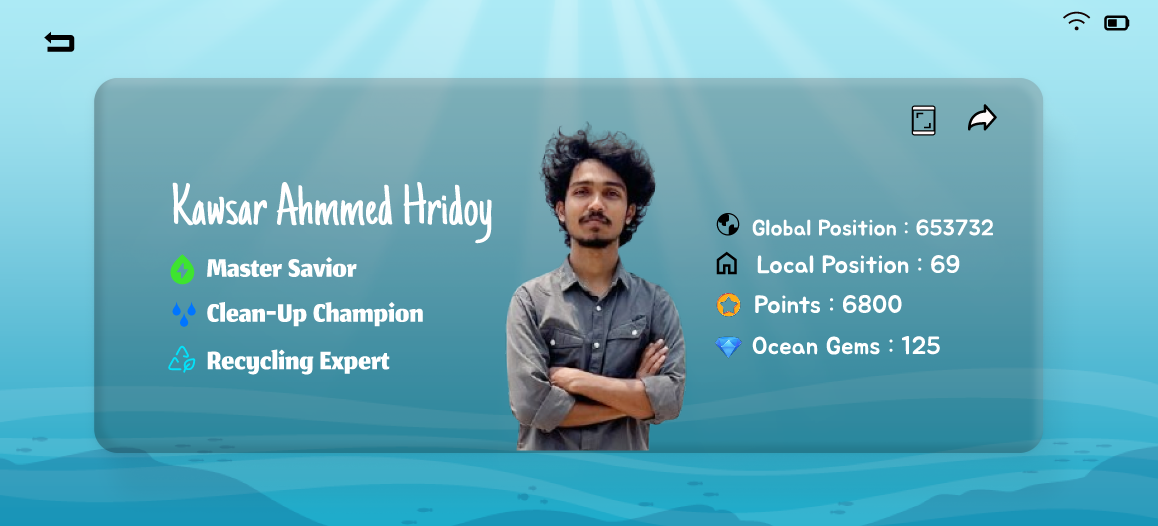 Kawsar Ahmmed Hridoy
Master Savior
Clean-Up Champion
Recycling Expert
Global Position : 653732
Local Position : 69
Points : 6800
Ocean Gems : 125